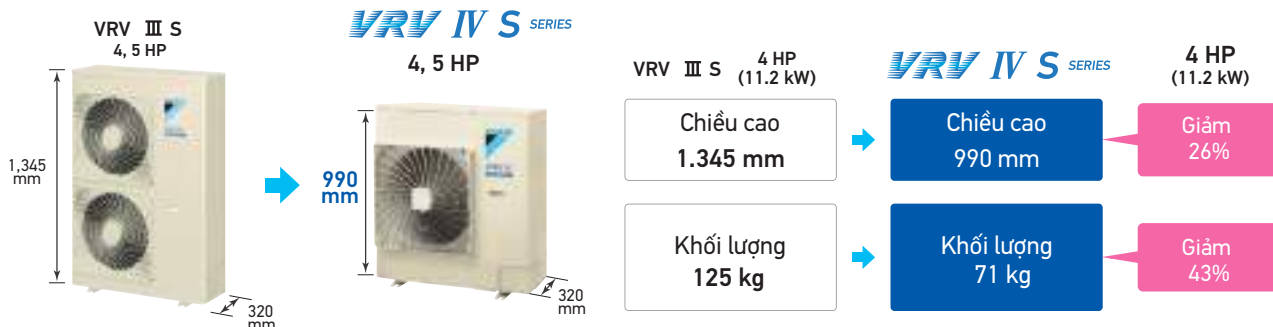 VRV III S
4, 5 HP
1,345
mm
320
mm
VRV IV S SERIES
4, 5 HP
990
mm
320
mm
VRV III S
4 HP
(11.2 kW)
VRV IV S SERIES
4 HP
(11.2 kW)
Chiều cao
1.345 mm
Chiều cao
990 mm
Giảm
26%
Khối lượng
125 kg
Khối lượng
71 kg
Giảm
43%